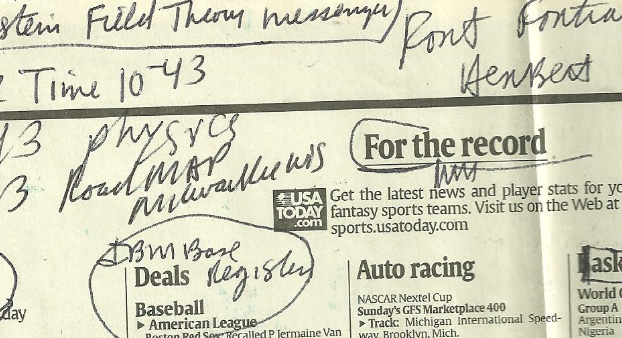 stein Field Theory messenger)
Pont Pontia
Time 10-43
HenBest
43 physics
For the record
3 Road MAP
Milwaukee wis
USA
TODAY
.com
Get the latest news and player stats for yo
fantasy sports teams. Visit us on the Web at
sports.usatoday.com
IBM Base
Register
Deals
Baseball
► American League
Boston Red Sox: Recalled P Jermaine Van
Auto racing
NASCAR Nextel Cup
Sunday's GFS Marketplace 400
► Track: Michigan International Speed-
way, Brooklyn, Mich.
Bask
World C
Group A
Argentin
Nigeria
day